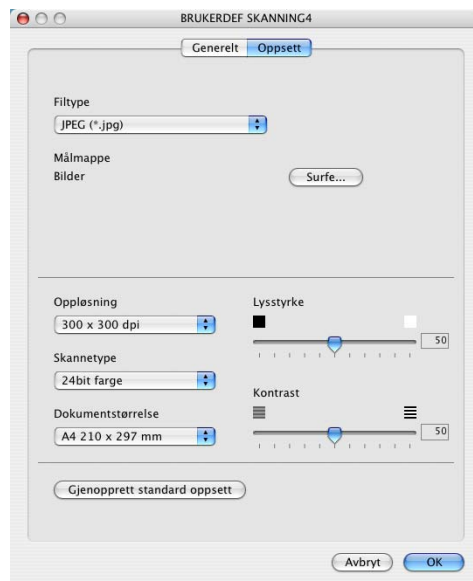 BRUKERDEF SKANNING4
Generelt Oppsett
Filtype
JPEG (*.jpg)
Målmappe
Bilder
Surfe...
Oppløsning
300 x 300 dpi
Skannetype
24bit farge
Dokumentstørrelse
A4 210 x 297 mm
Lysstyrke
50
Kontrast
50
Gjenopprett standard oppsett
Avbryt OK